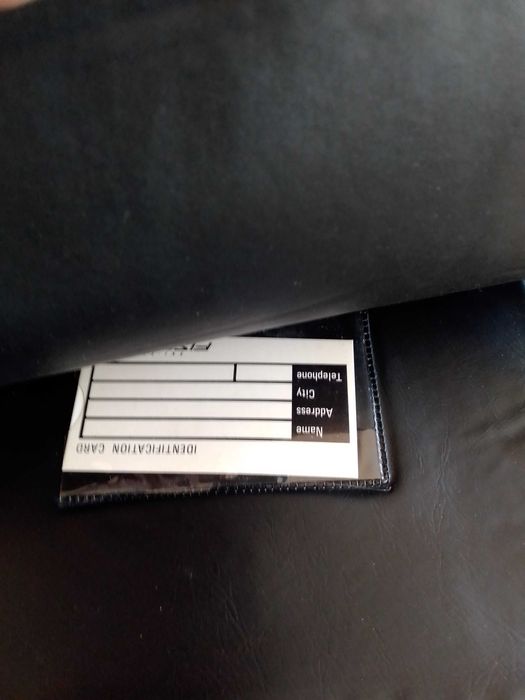 IDENTIFICATION CARD
Name
Address
City
Telephone